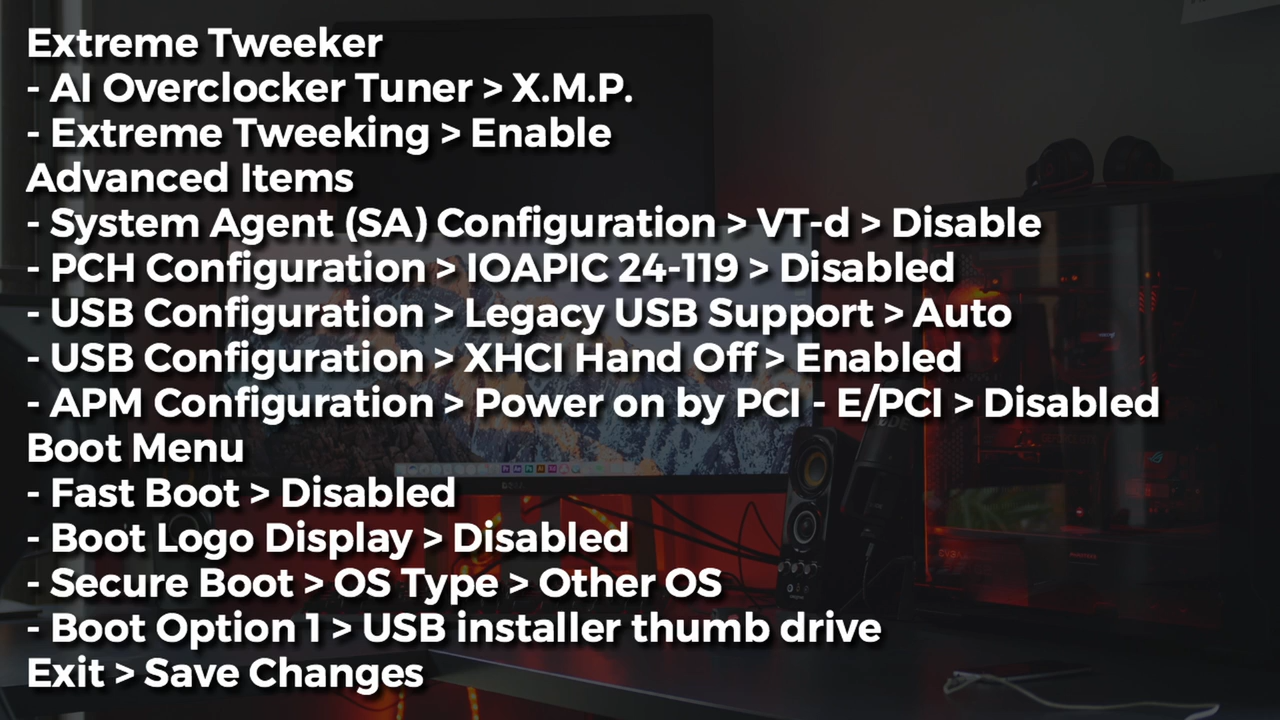 Extreme Tweeker
- AI Overclocker Tuner > X.M.P.
- Extreme Tweeking > Enable
Advanced Items
- System Agent (SA) Configuration > VT-d > Disable
- PCH Configuration > IOAPIC 24-119 > Disabled
- USB Configuration > Legacy USB Support > Auto
- USB Configuration > XHCI Hand Off > Enabled
- APM Configuration > Power on by PCI - E/PCI > Disabled
Boot Menu
- Fast Boot > Disabled
- Boot Logo Display > Disabled
- Secure Boot > OS Type > Other OS
- Boot Option 1 > USB installer thumb drive
Exit > Save Changes